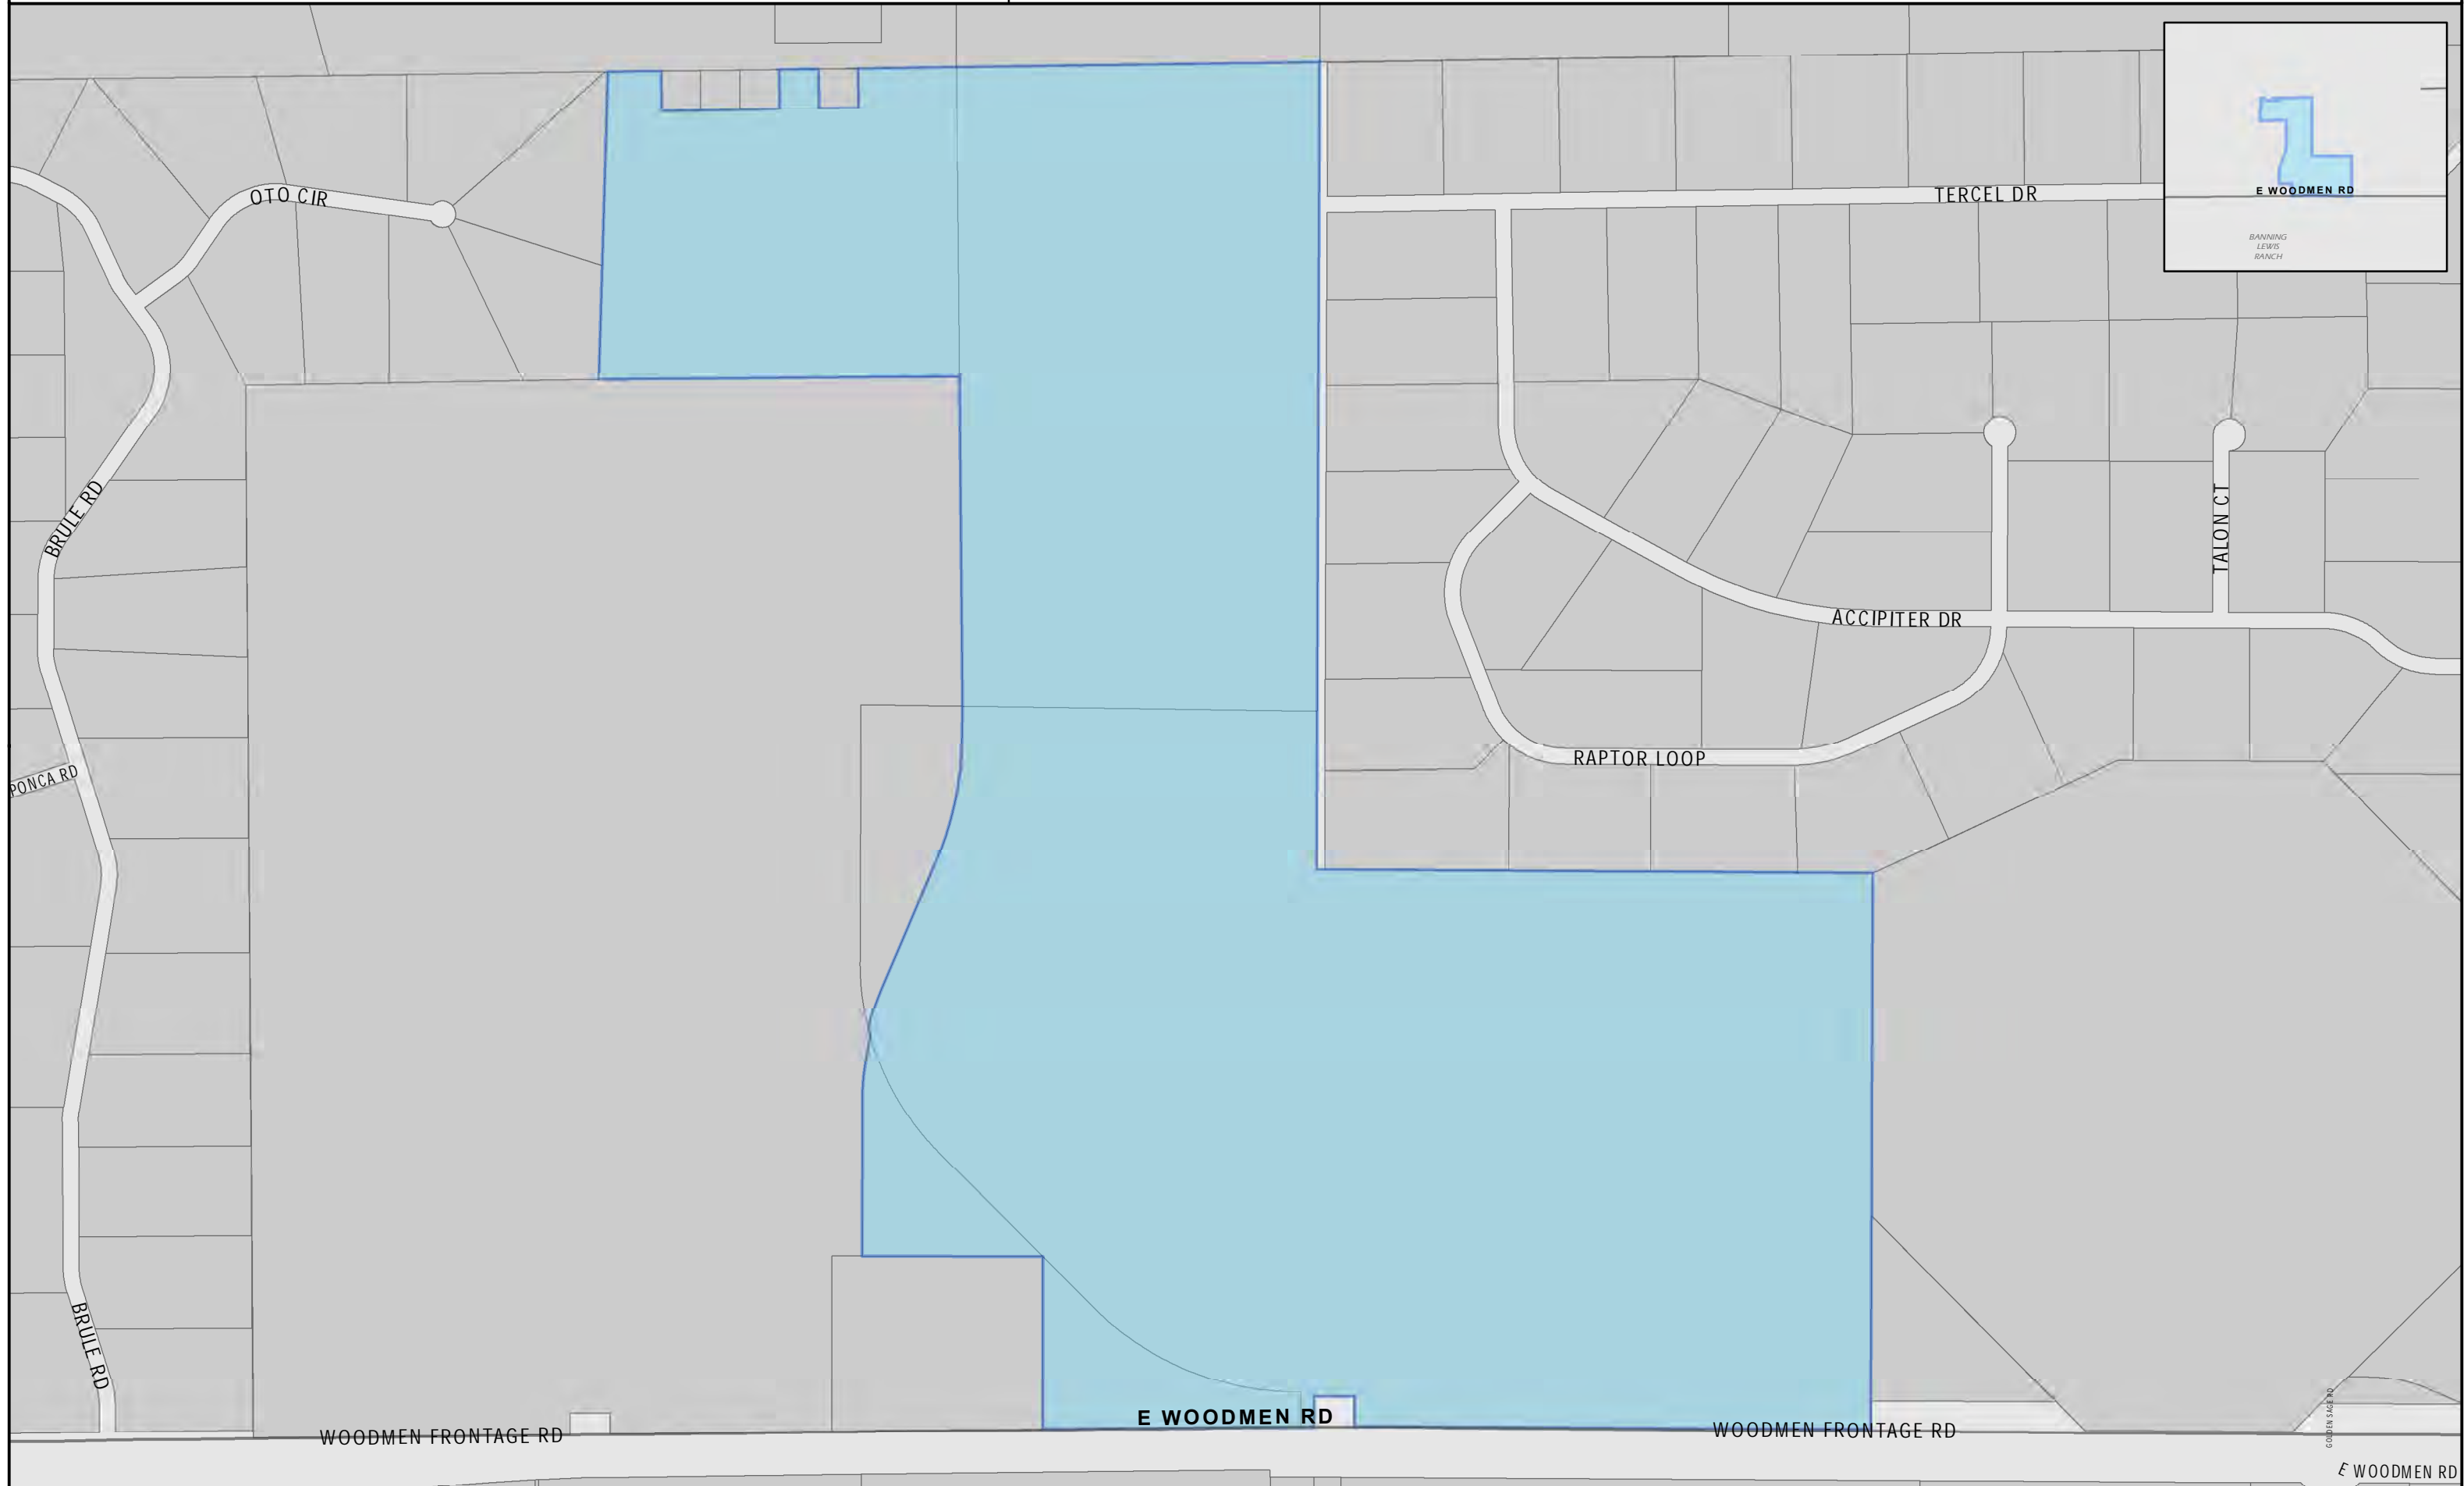 OTO CIR
TERCEL DR
E WOODMEN RD
BANNING
LEWIS
RANCH
BRULE RD
TALON CT
ACCIPITER DR
RAPTOR LOOP
PONCA RD
BRULE RD
E WOODMEN RD
WOODMEN FRONTAGE RD
WOODMEN FRONTAGE RD
GOLDEN SAGE RD
E WOODMEN RD